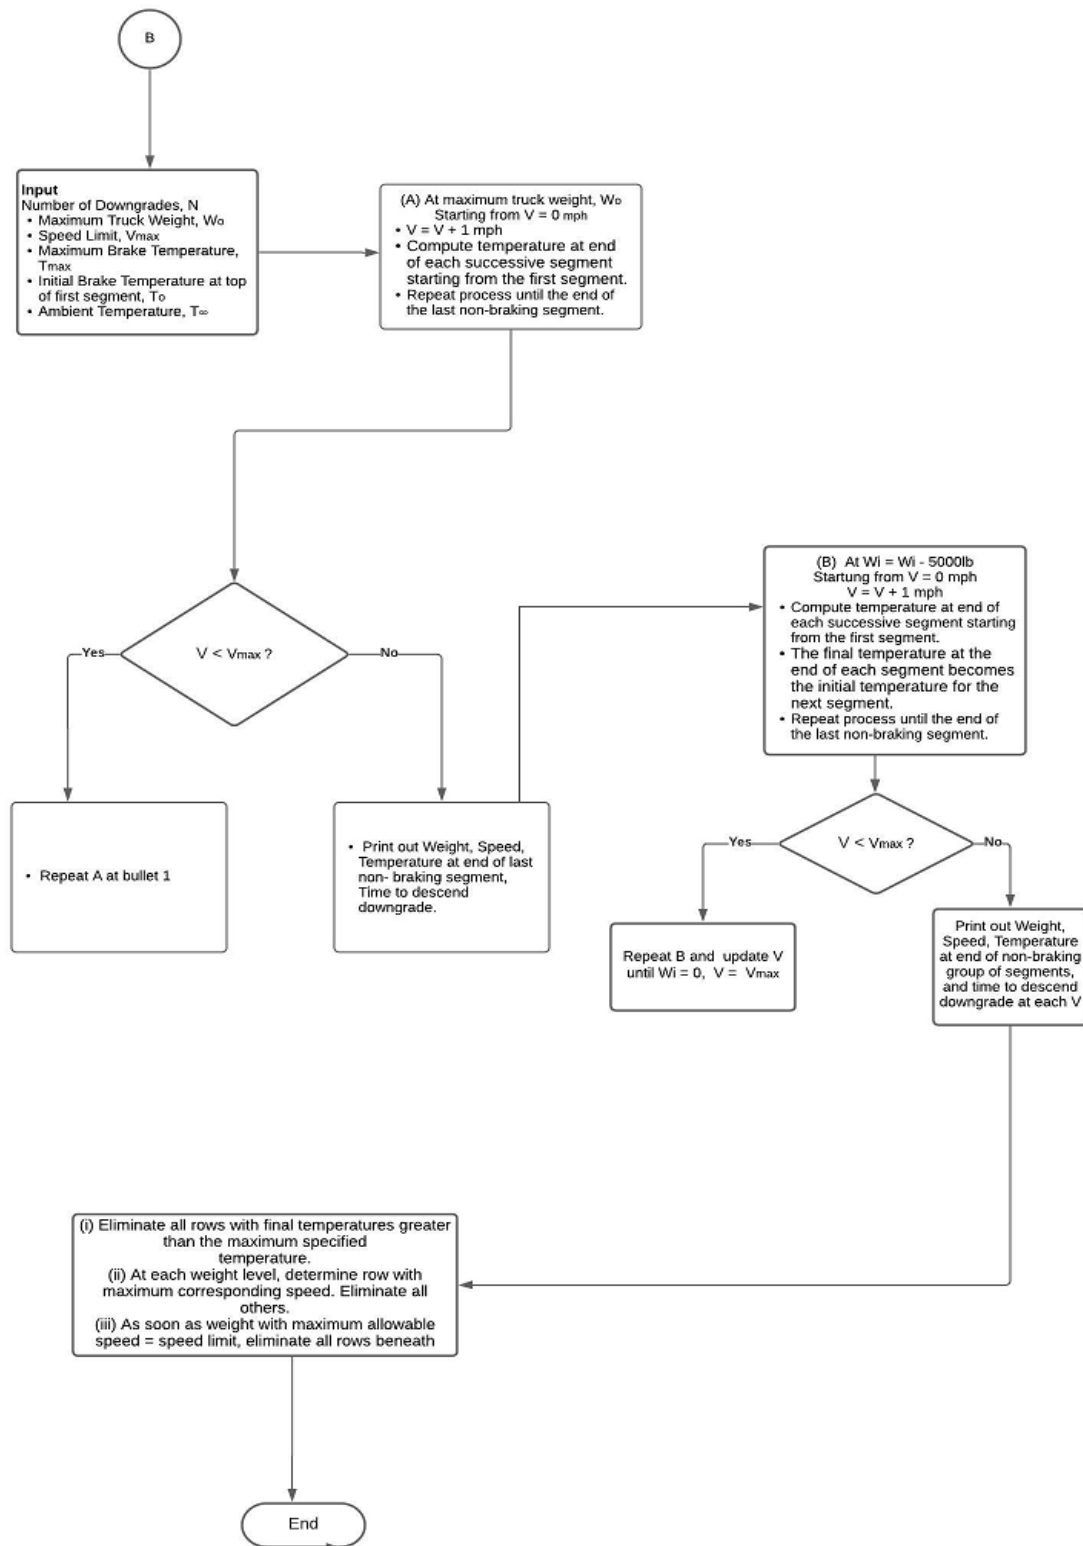 B
Input
Number of Downgrades, N
• Maximum Truck Weight, Wo
• Speed Limit, Vmax
• Maximum Brake Temperature,
Tmax
• Initial Brake Temperature at top
of first segment, To
• Ambient Temperature, T∞
(A) At maximum truck weight, Wo
Starting from V = 0 mph
• V = V + 1 mph
• Compute temperature at end
of each successive segment
starting from the first segment.
• Repeat process until the end of
the last non-braking segment.
V < Vmax ?
Yes
No
• Repeat A at bullet 1
• Print out Weight, Speed,
Temperature at end of last
non- braking segment,
Time to descend
downgrade.
(B) At Wi = Wi - 5000lb
Startung from V = 0 mph
V = V + 1 mph
• Compute temperature at end of
each successive segment starting
from the first segment.
• The final temperature at the
end of each segment becomes
the initial temperature for the
next segment.
• Repeat process until the end of
the last non-braking segment.
V < Vmax ?
Yes
No
Repeat B and update V
until Wi = 0, V = Vmax
Print out Weight,
Speed, Temperature
at end of non-braking
group of segments,
and time to descend
downgrade at each V
(i) Eliminate all rows with final temperatures greater
than the maximum specified
temperature.
(ii) At each weight level, determine row with
maximum corresponding speed. Eliminate all
others.
(iii) As soon as weight with maximum allowable
speed = speed limit, eliminate all rows beneath
End